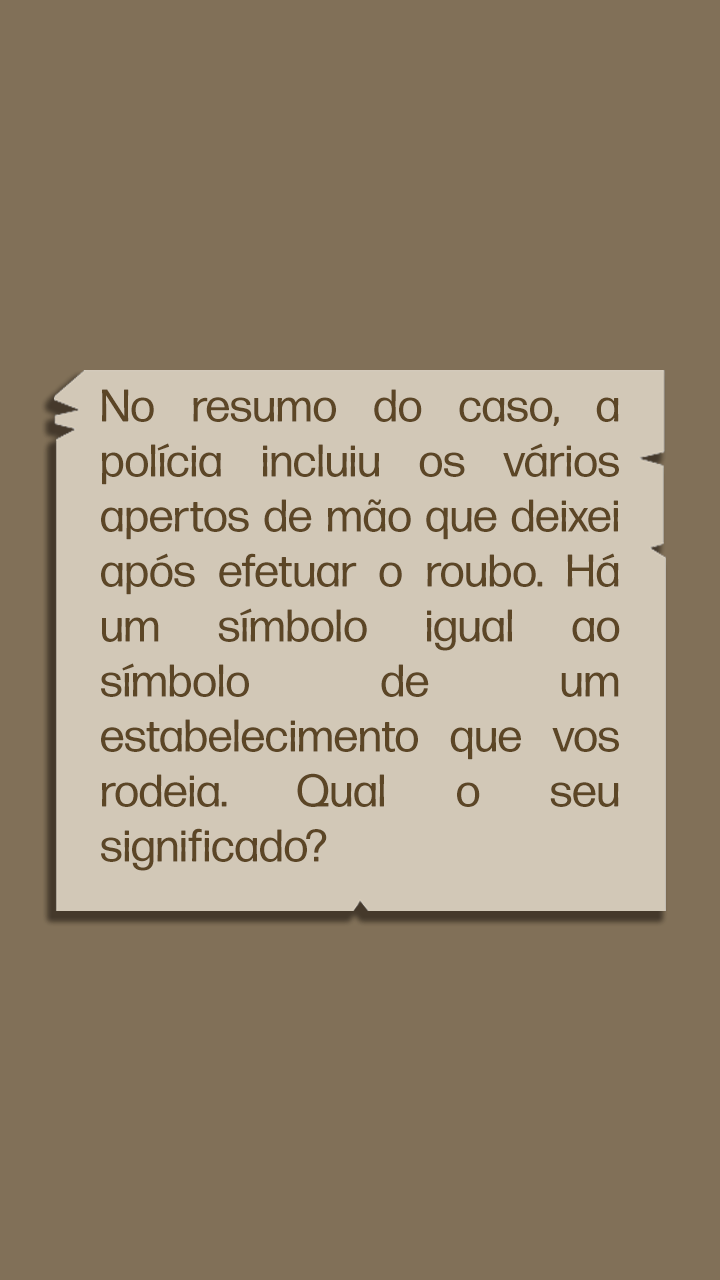 No resumo do caso, a
polícia incluiu os vários
apertos de mão que deixei
após efetuar o roubo. Há
um símbolo igual ao
símbolo de um
estabelecimento que vos
rodeia. Qual o seu
significado?